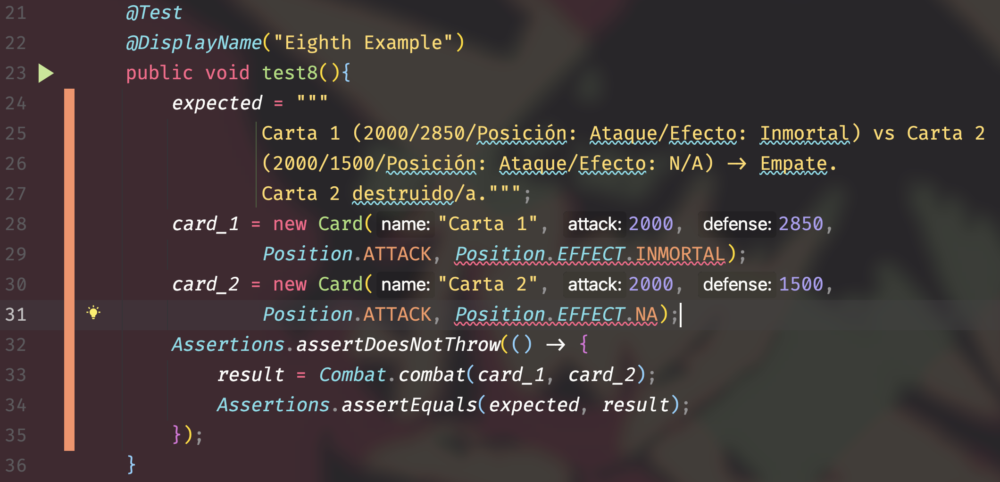 21 @Test
22 @DisplayName("Eighth Example")
23 public void test8(){
24 expected = """
25 Carta 1 (2000/2850/Posición: Ataque/Efecto: Inmortal) vs Carta 2
26 (2000/1500/Posición: Ataque/Efecto: N/A) -> Empate.
27 Carta 2 destruido/a.""";
28 card_1 = new Card( name: "Carta 1", attack: 2000, defense: 2850,
29 Position.ATTACK, Position.EFFECT.INMORTAL);
30 card_2 = new Card( name: "Carta 2", attack: 2000, defense: 1500,
31 Position.ATTACK, Position.EFFECT.NA);
32 Assertions.assertDoesNotThrow(() -> {
33 result = Combat.combat(card_1, card_2);
34 Assertions.assertEquals(expected, result);
35 });
36 }